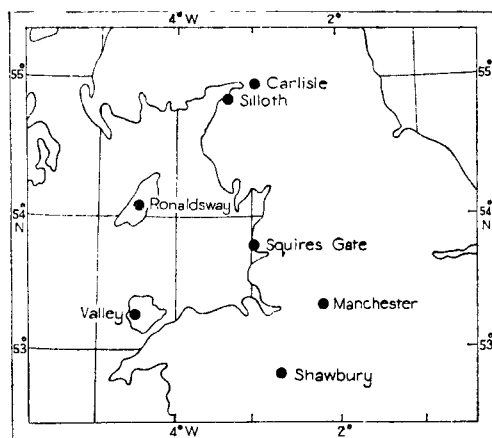 4° W 2°
55° 55°
Carlisle
Silloth
Ronaldsway
54° N 54° N
Squires Gate
Valley
Manchester
53° 53°
Shawbury
4° W 2°